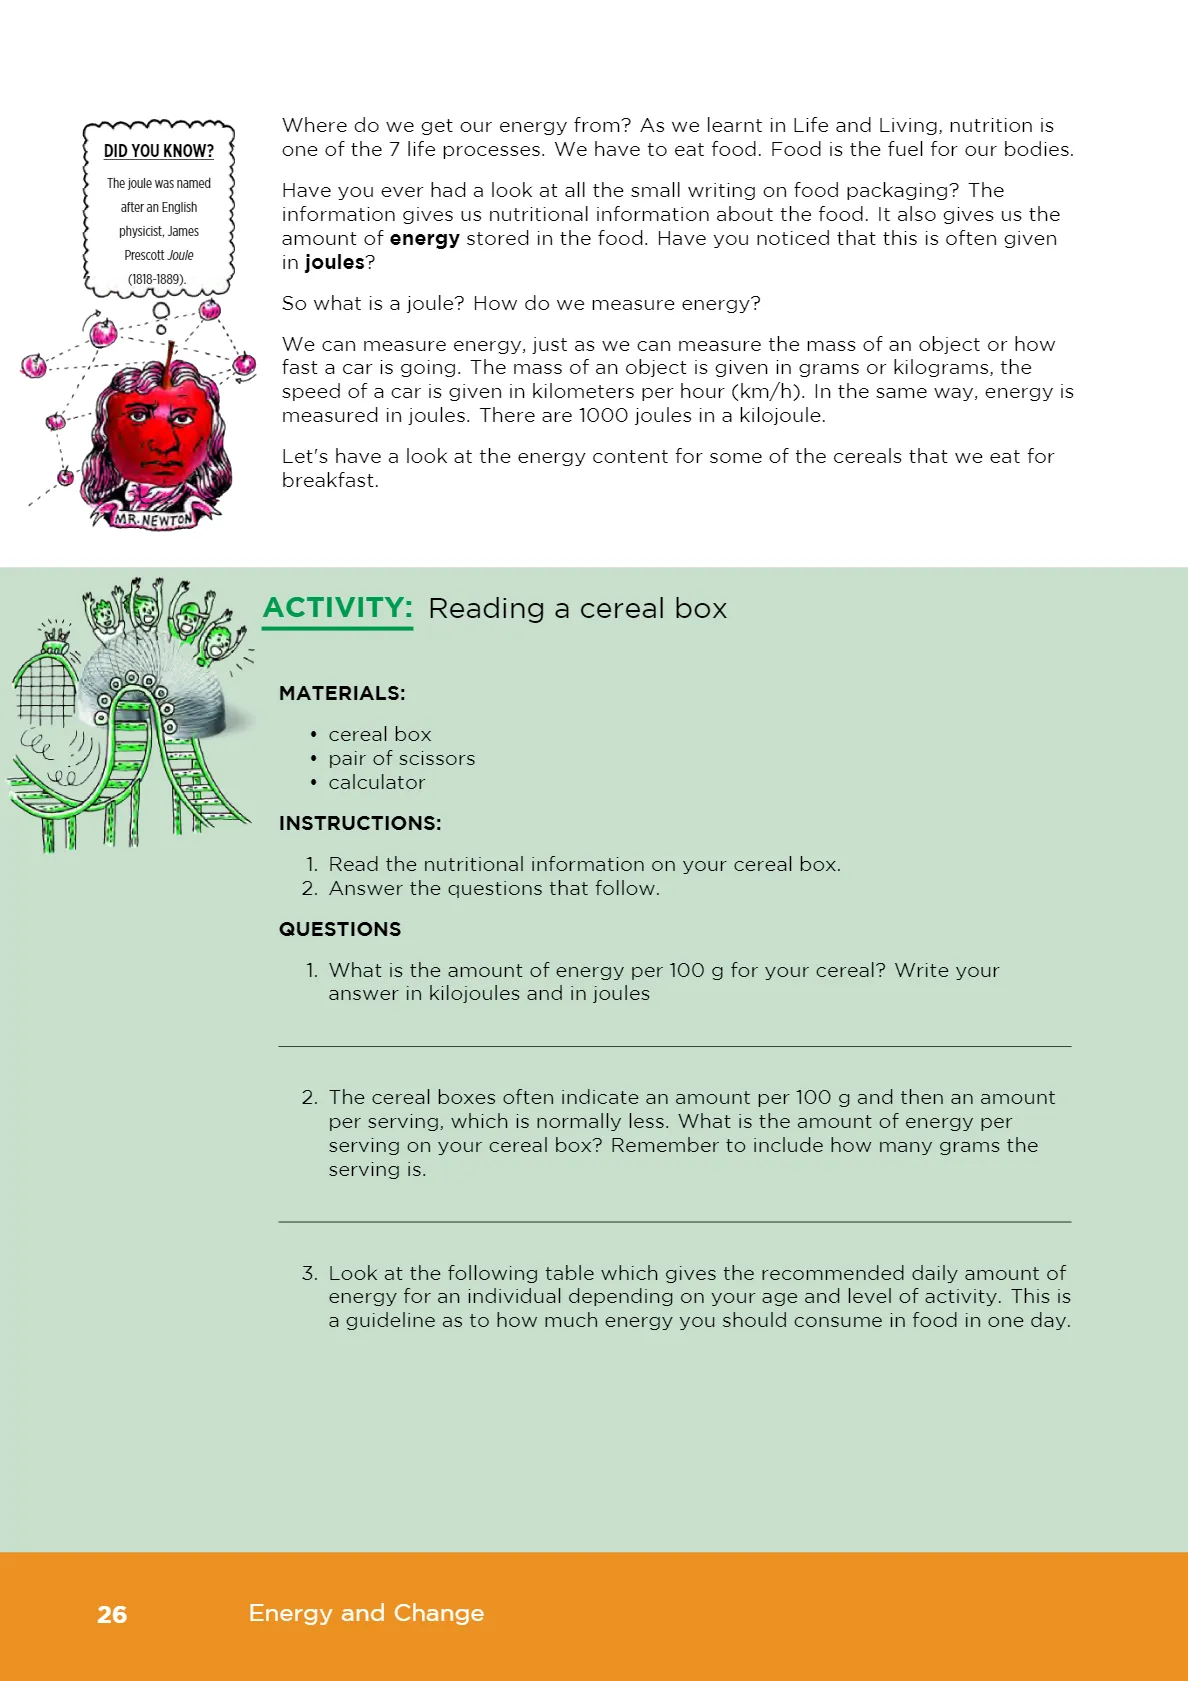 DID YOU KNOW?
The joule was named
after an English
physicist, James
Prescott Joule
(1818-1889).
MR. NEWTON
Where do we get our energy from? As we learnt in Life and Living, nutrition is
one of the 7 life processes. We have to eat food. Food is the fuel for our bodies.
Have you ever had a look at all the small writing on food packaging? The
information gives us nutritional information about the food. It also gives us the
amount of energy stored in the food. Have you noticed that this is often given
in joules?
So what is a joule? How do we measure energy?
We can measure energy, just as we can measure the mass of an object or how
fast a car is going. The mass of an object is given in grams or kilograms, the
speed of a car is given in kilometers per hour (km/h). In the same way, energy is
measured in joules. There are 1000 joules in a kilojoule.
Let's have a look at the energy content for some of the cereals that we eat for
breakfast.
ACTIVITY: Reading a cereal box
MATERIALS:
• cereal box
• pair of scissors
• calculator
INSTRUCTIONS:
1. Read the nutritional information on your cereal box.
2. Answer the questions that follow.
QUESTIONS
1. What is the amount of energy per 100 g for your cereal? Write your
answer in kilojoules and in joules
2. The cereal boxes often indicate an amount per 100 g and then an amount
per serving, which is normally less. What is the amount of energy per
serving on your cereal box? Remember to include how many grams the
serving is.
3. Look at the following table which gives the recommended daily amount of
energy for an individual depending on your age and level of activity. This is
a guideline as to how much energy you should consume in food in one day.
26 Energy and Change